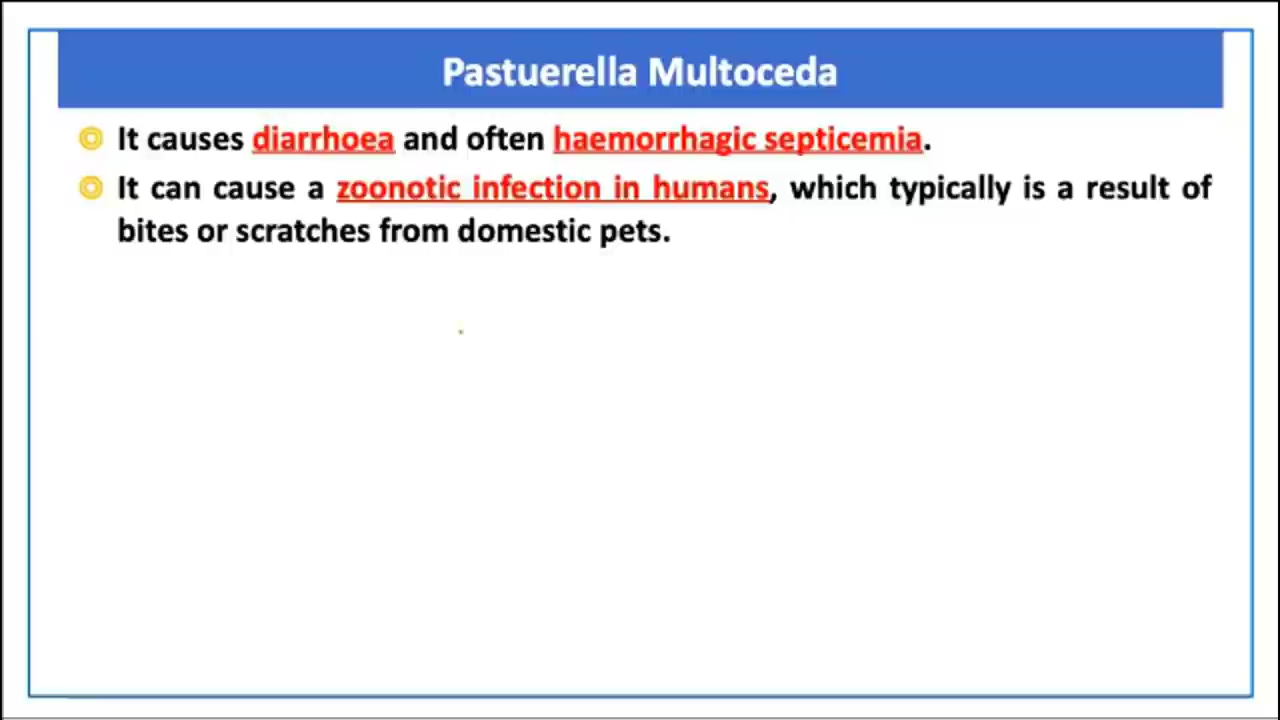 Pastuerella Multoceda
It causes diarrhoea and often haemorrhagic septicemia.
It can cause a zoonotic infection in humans, which typically is a result of
bites or scratches from domestic pets.